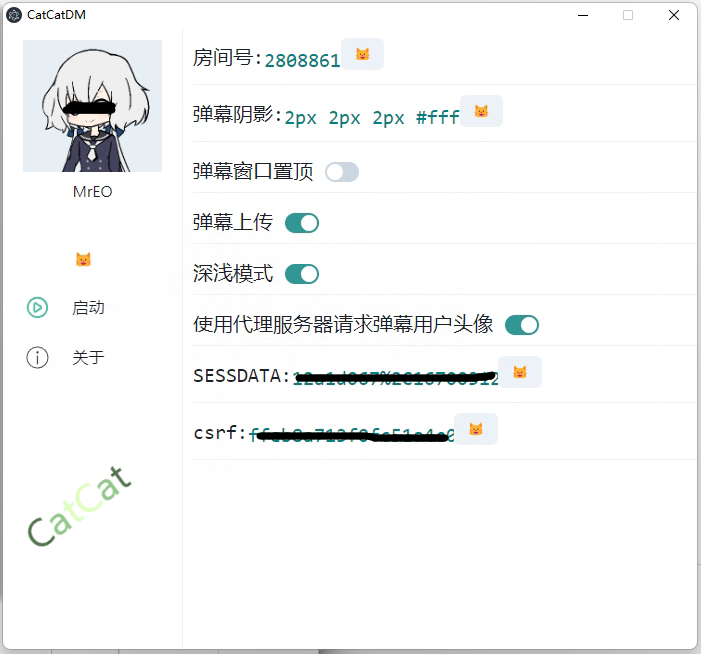 CatCatDM
MrEO
启动
关于
CatCat
房间号:2808861
弹幕阴影:2px 2px 2px #fff
弹幕窗口置顶
弹幕上传
深浅模式
使用代理服务器请求弹幕用户头像
SESSDATA:
csrf: